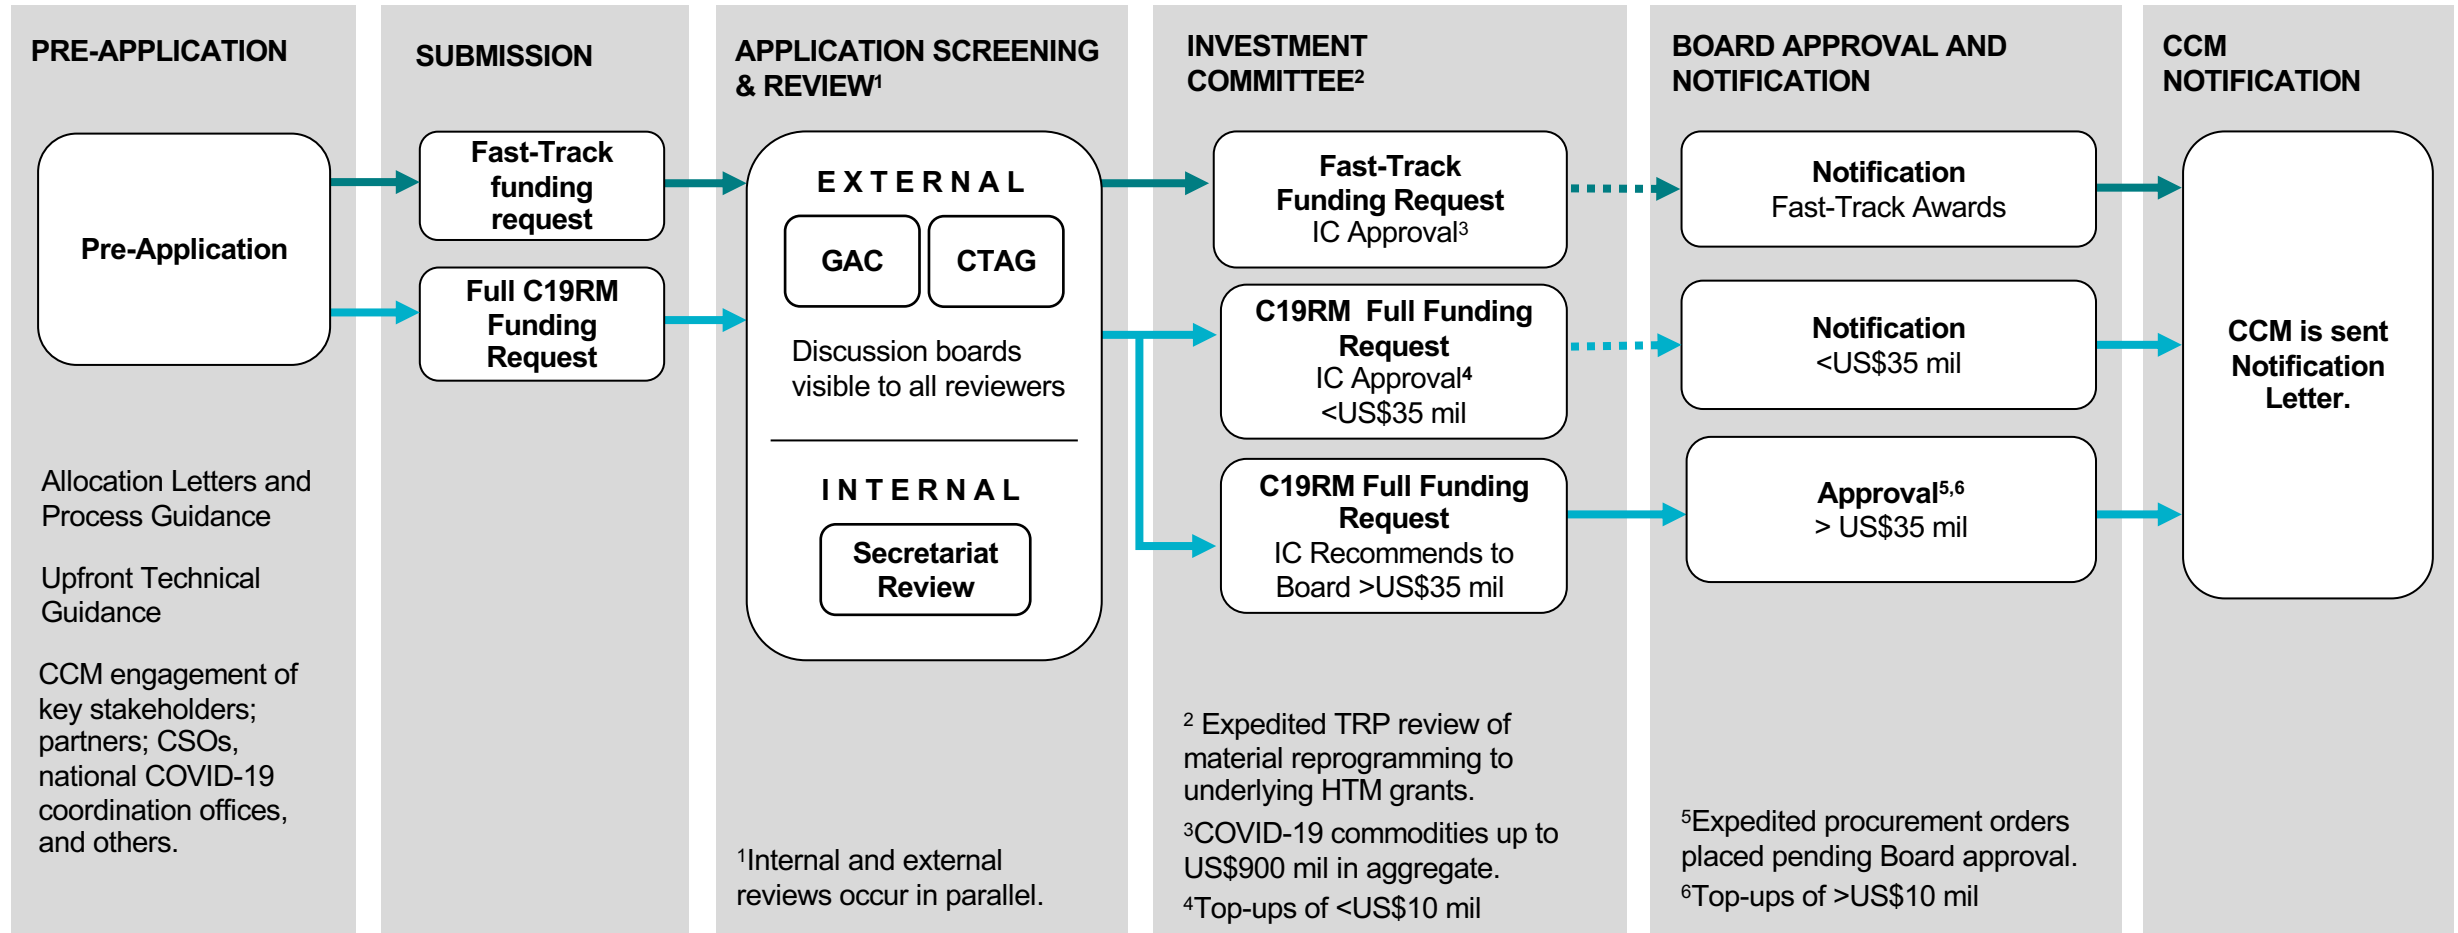 PRE-APPLICATION
Pre-Application
Allocation Letters and
Process Guidance
Upfront Technical
Guidance
CCM engagement of
key stakeholders;
partners; CSOs,
national COVID-19
coordination offices,
and others.
SUBMISSION
Fast-Track
funding
request
Full C19RM
Funding
Request
APPLICATION SCREENING
& REVIEW¹
EXTERNAL
GAC
CTAG
Discussion boards
visible to all reviewers
INTERNAL
Secretariat
Review
¹Internal and external
reviews occur in parallel.
INVESTMENT
COMMITTEE²
Fast-Track
Funding Request
IC Approval³
C19RM  Full Funding
Request
IC Approval⁴
<US$35 mil
C19RM Full Funding
Request
IC Recommends to
Board >US$35 mil
² Expedited TRP review of
material reprogramming to
underlying HTM grants.
³COVID-19 commodities up to
US$900 mil in aggregate.
⁴Top-ups of <US$10 mil
BOARD APPROVAL AND
NOTIFICATION
Notification
Fast-Track Awards
Notification
<US$35 mil
Approval⁵,⁶
> US$35 mil
⁵Expedited procurement orders
placed pending Board approval.
⁶Top-ups of >US$10 mil
CCM
NOTIFICATION
CCM is sent
Notification
Letter.